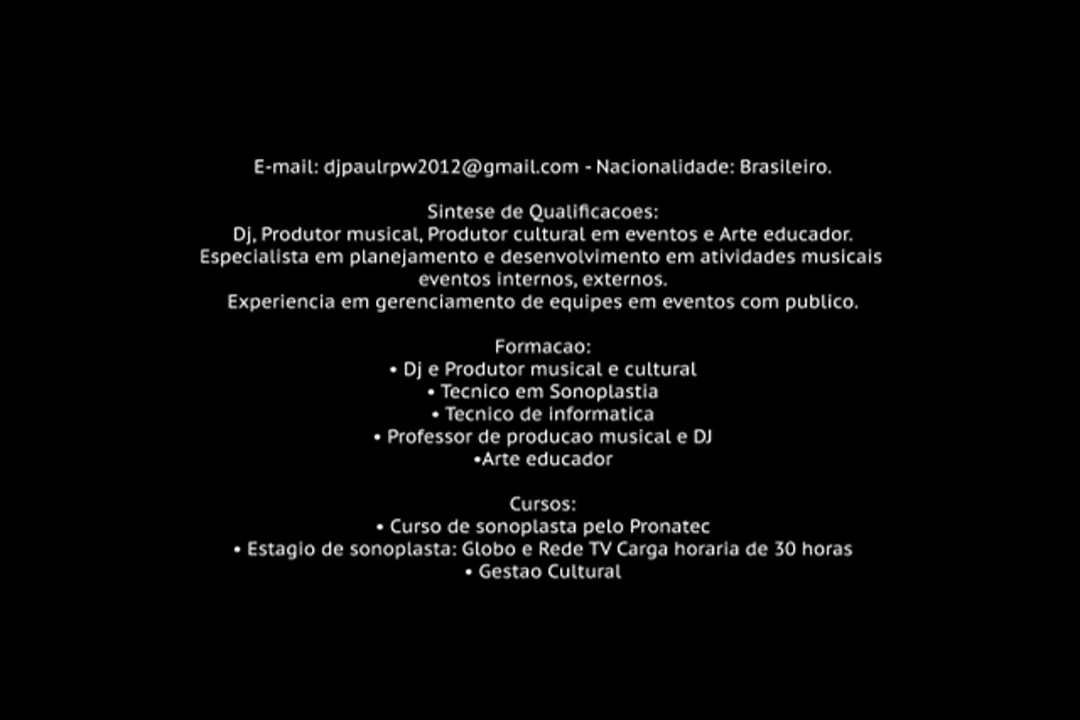 E-mail: djpaulrpw2012@gmail.com - Nacionalidade: Brasileiro.
Sintese de Qualificacoes:
Dj, Produtor musical, Produtor cultural em eventos e Arte educador.
Especialista em planejamento e desenvolvimento em atividades musicais
eventos internos, externos.
Experiencia em gerenciamento de equipes em eventos com publico.
Formacao:
• Dj e Produtor musical e cultural
• Tecnico em Sonoplastia
• Tecnico de informatica
• Professor de producao musical e DJ
•Arte educador
Cursos:
• Curso de sonoplasta pelo Pronatec
• Estagio de sonoplasta: Globo e Rede TV Carga horaria de 30 horas
• Gestao Cultural